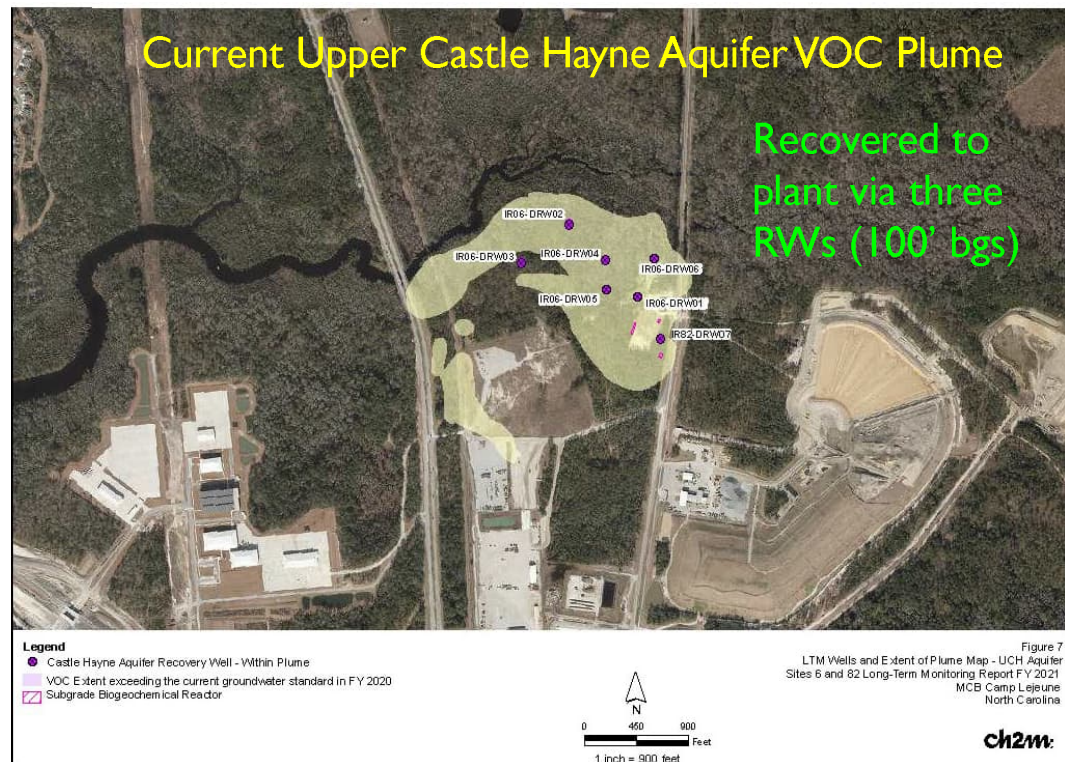 Current Upper Castle Hayne Aquifer VOC Plume
Recovered to
plant via three
RWs (100' bgs)
IR06-DRW02
IR06-DRW03
IR06-DRW04
IR06-DRW06
IR06-DRW05
IR06-DRW01
IR82-DRW07
Legend
Castle Hayne Aquifer Recovery Well - Within Plume
VOC Extent exceeding the current groundwater standard in FY 2020
Subgrade Biogeochemical Reactor
N
0 450 900
Feet
1 inch = 900 feet
Figure 7
LTM Wells and Extent of Plume Map - UCH Aquifer
Sites 6 and 82 Long-Term Monitoring Report FY 2021
MCB Camp Lejeune
North Carolina
ch2m: